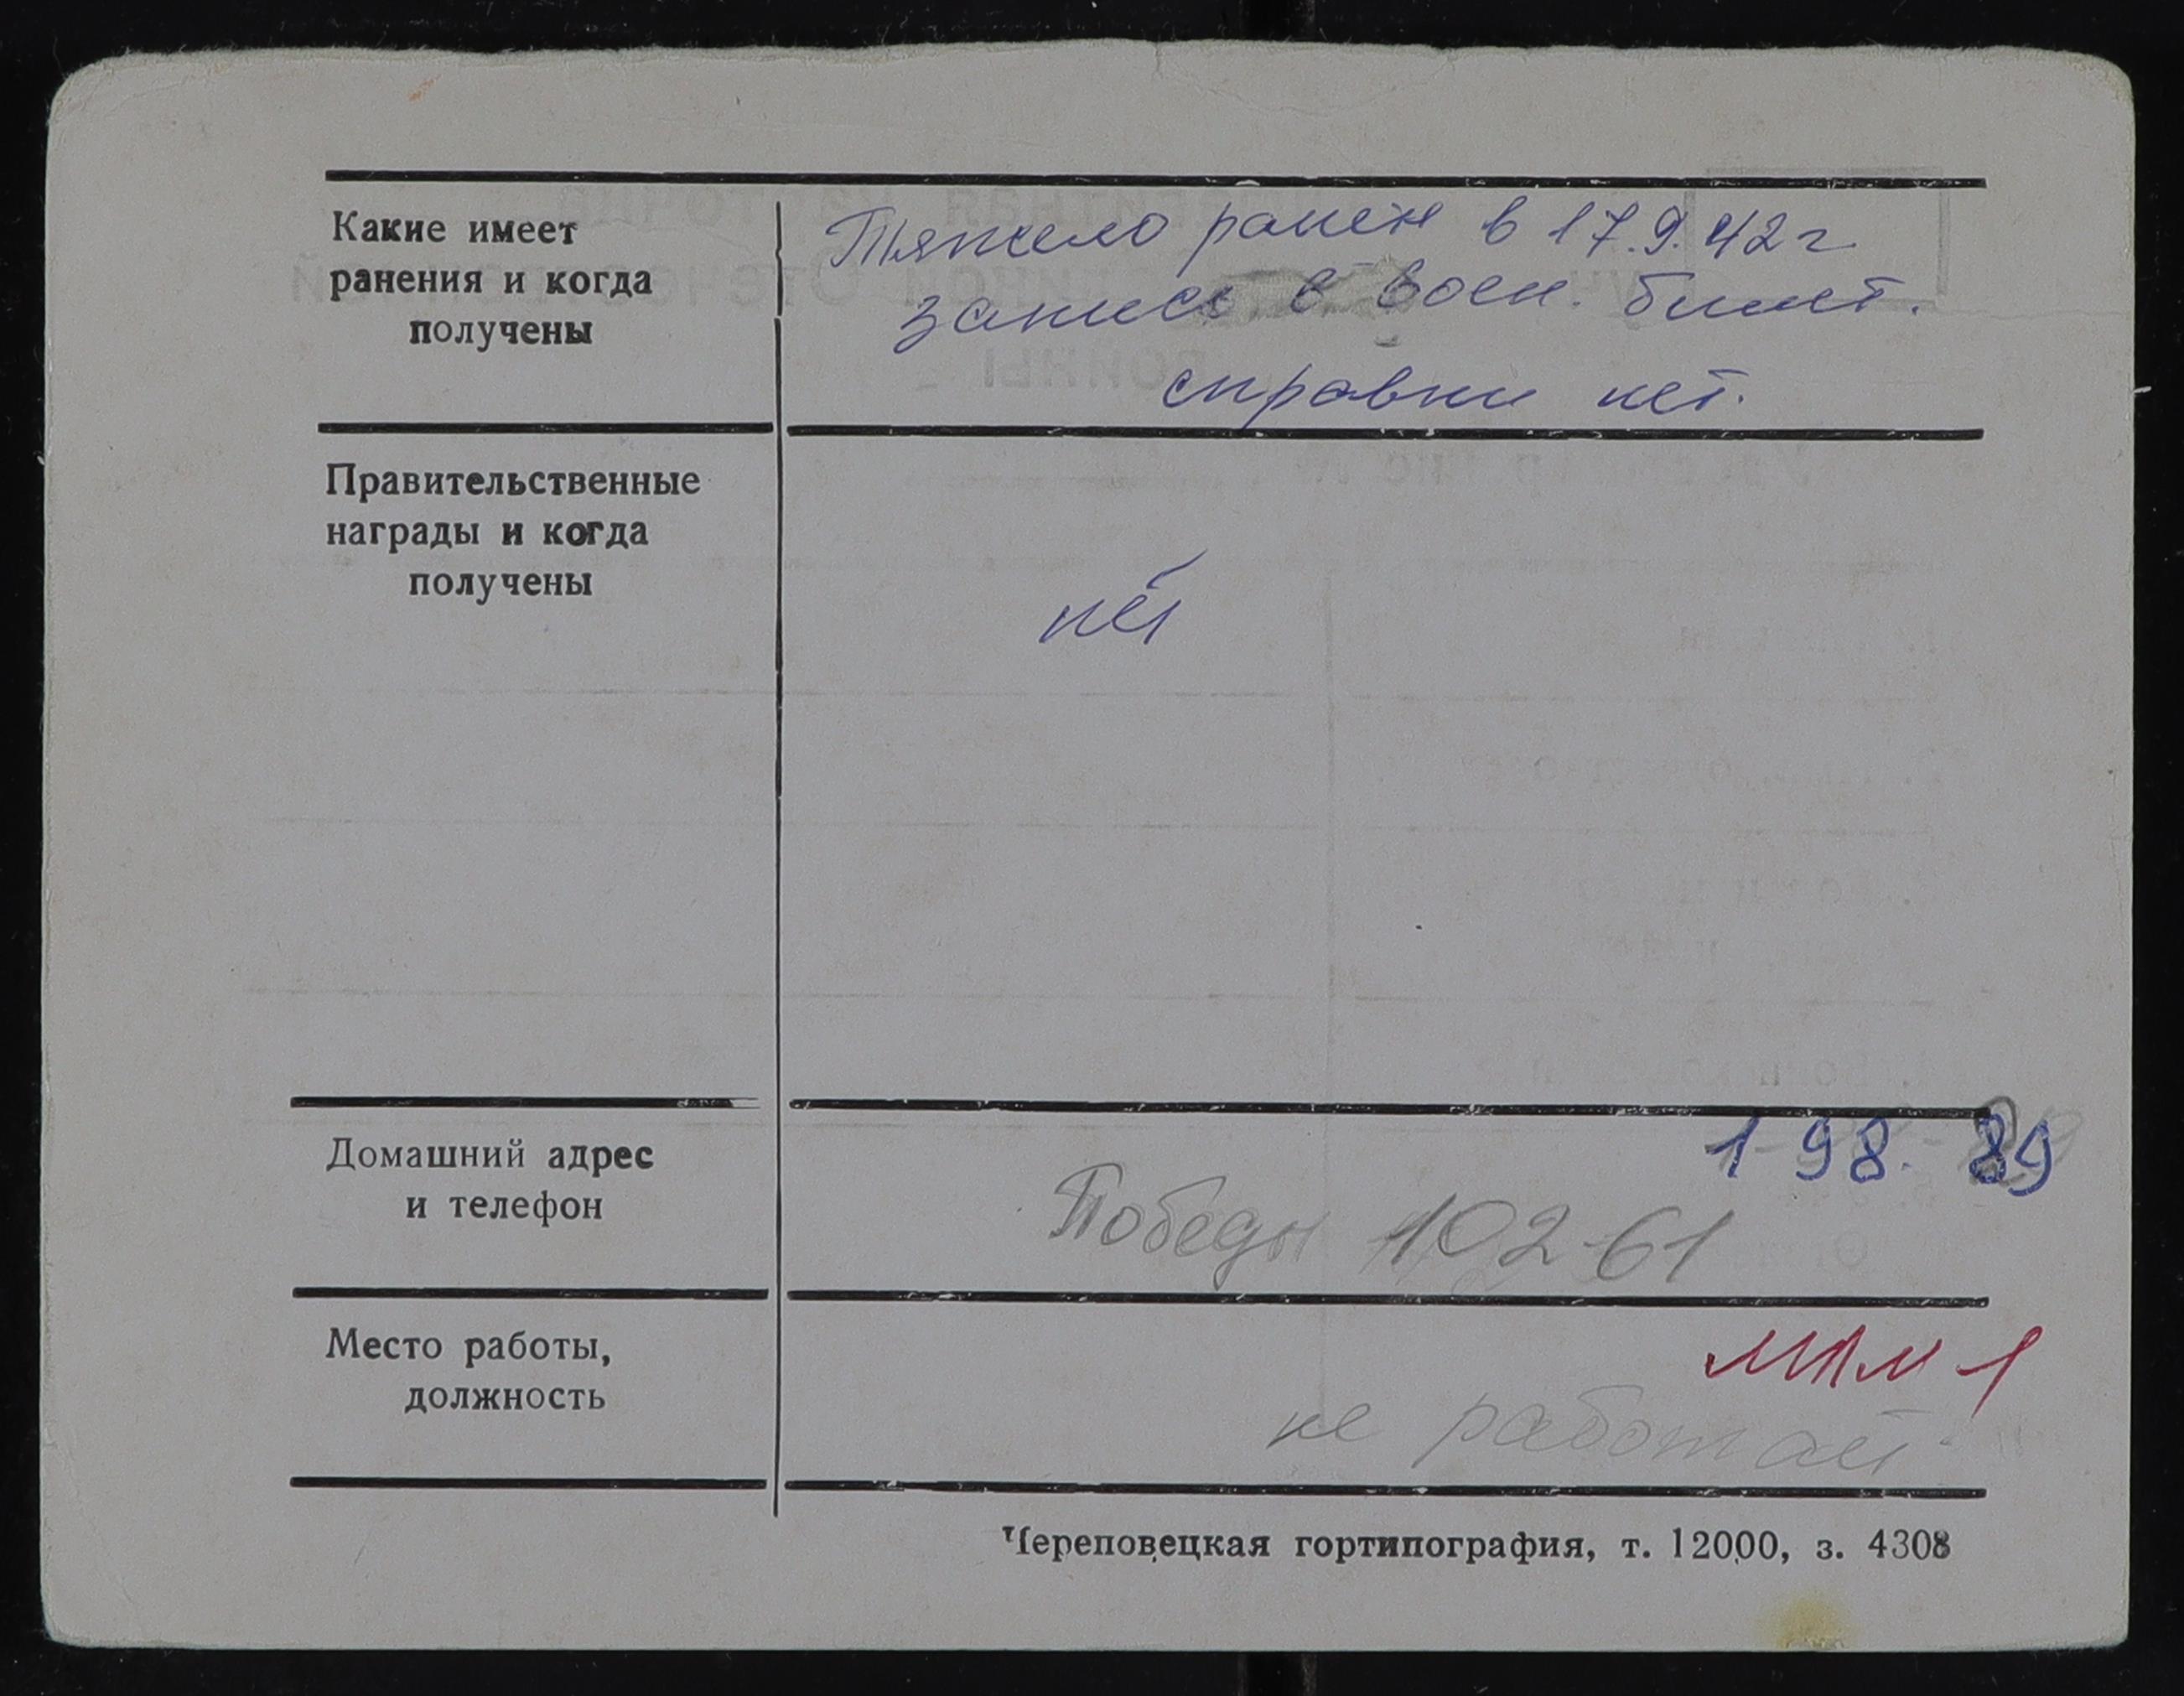 Какие имеет
ранения и когда
получены
Тяжело ранен в 17.9.42г
запись в воен. билет.
справки нет.
Правительственные
награды и когда
получены
нет
Домашний адрес
и телефон
1-98-89
Победы 102-61
Место работы,
должность
не работает
Череповецкая гортипография, т. 12000, з. 4308